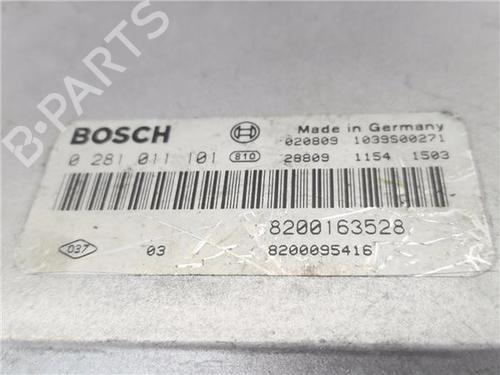 B-PARTS
BOSCH
Made in Germany
020809 1039S00271
0 281 011 101 810 28809 1154 1503
8200163528
037 03 8200095416